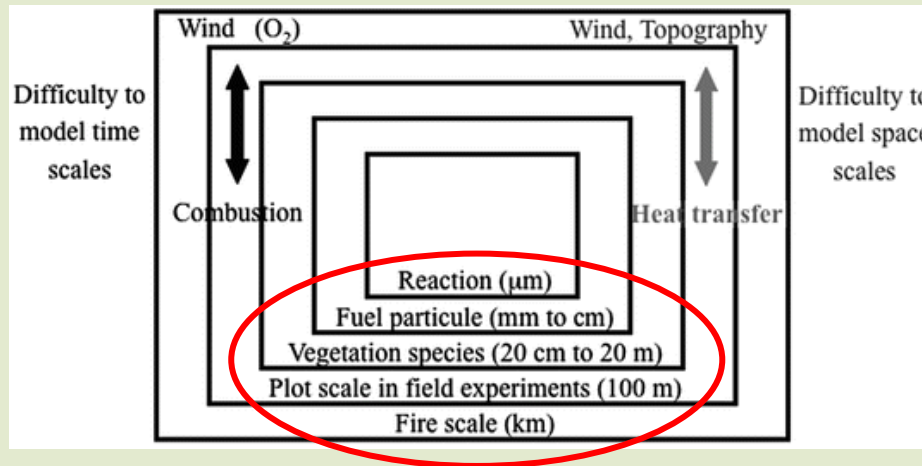 Wind (O₂)
Wind, Topography
Difficulty to
model time
scales
Difficulty to
model space
scales
Combustion
Heat transfer
Reaction (μm)
Fuel particule (mm to cm)
Vegetation species (20 cm to 20 m)
Plot scale in field experiments (100 m)
Fire scale (km)